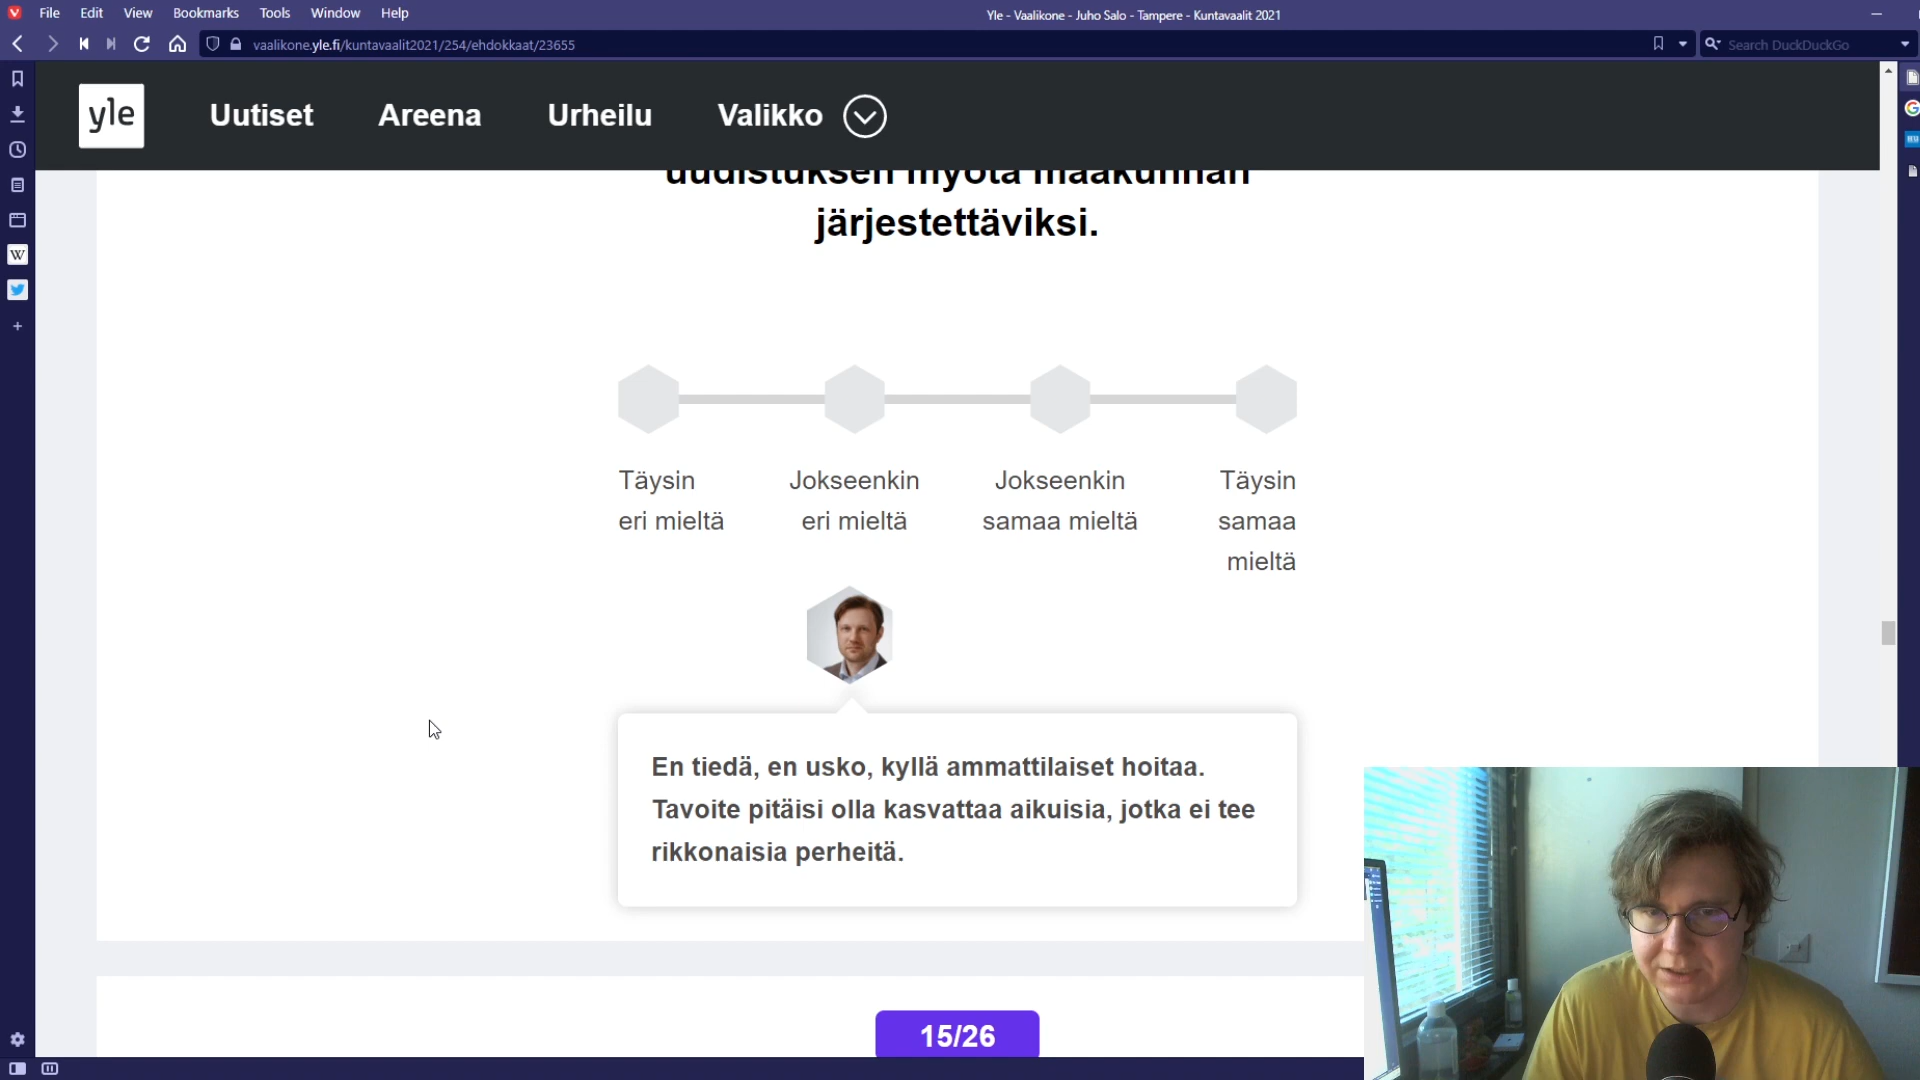 File Edit View Bookmarks Tools Window Help
Yle - Vaalikone - Juho Salo - Tampere - Kuntavaalit 2021
vaalikone.yle.fi/kuntavaalit2021/254/ehdokkaat/23655
Search DuckDuckGo
yle Uutiset Areena Urheilu Valikko
W
uudistuksen myötä maakunnan
järjestettäviksi.
Täysin
eri mieltä
Jokseenkin
eri mieltä
Jokseenkin
samaa mieltä
Täysin
samaa
mieltä
En tiedä, en usko, kyllä ammattilaiset hoitaa.
Tavoite pitäisi olla kasvattaa aikuisia, jotka ei tee
rikkonaisia perheitä.
15/26